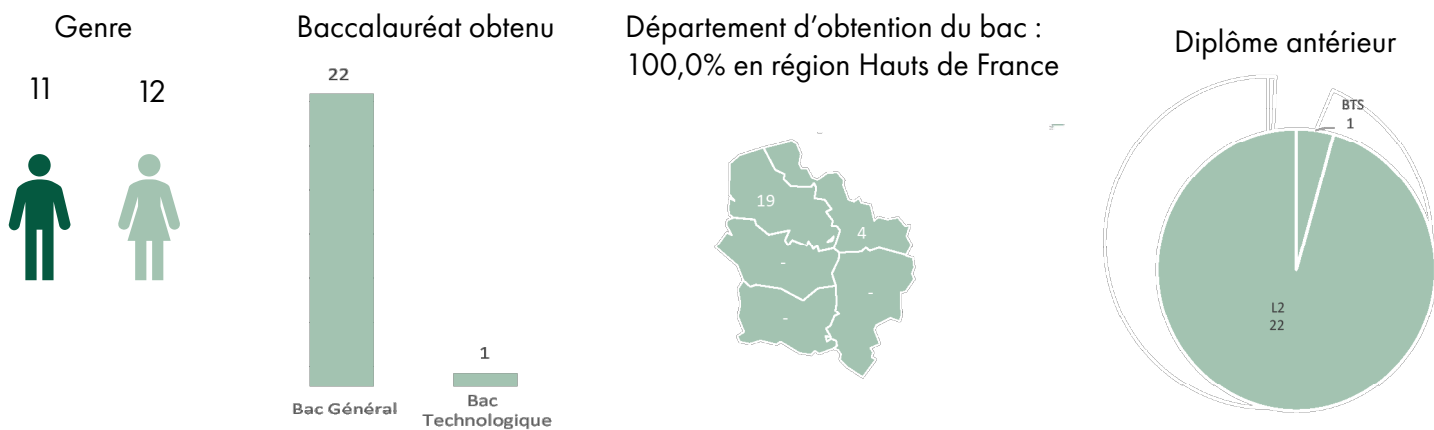 Genre
11
12
Baccalauréat obtenu
22
1
Bac Général
Bac
Technologique
Département d'obtention du bac :
100,0% en région Hauts de France
19
4
-
-
-
Diplôme antérieur
BTS
1
L2
22